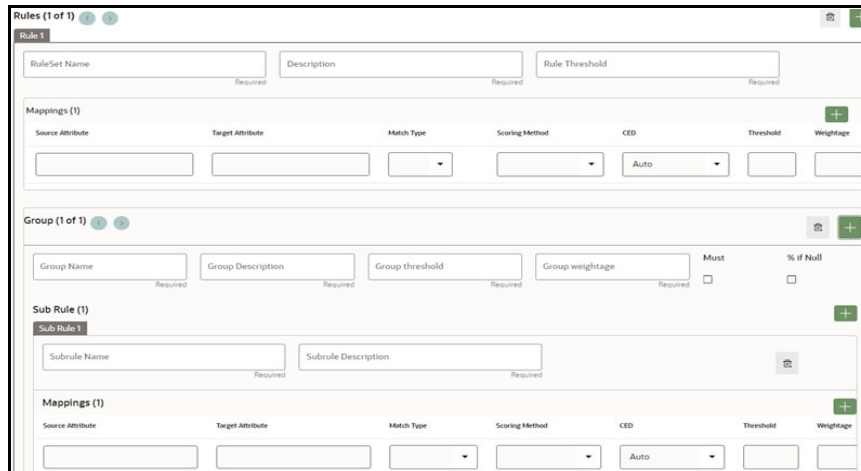 Rules (1 of 1)
Rule 1
RuleSet Name Description Rule Threshold
Required Required Required
Mappings (1)
Source Attribute Target Attribute Match Type Scoring Method CED Threshold Weightage
Auto
Group (1 of 1)
Must % if Null
Group Name Group Description Group threshold Group weightage
Required Required Required Required
Sub Rule (1)
Sub Rule 1
Subrule Name Subrule Description
Required Required
Mappings (1)
Source Attribute Target Attribute Match Type Scoring Method CED Threshold Weightage
Auto